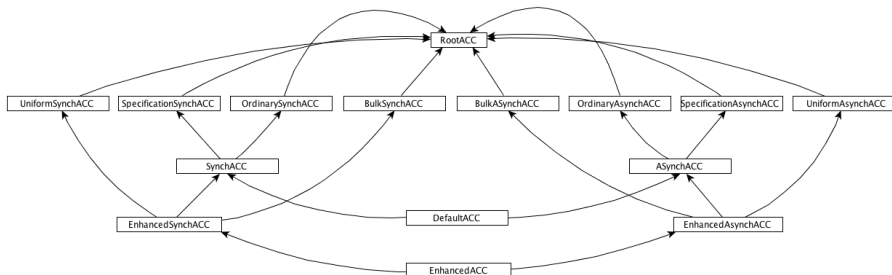 RootACC
UniformSynchACC SpecificationSynchACC OrdinarySynchACC BulkSynchACC BulkASynchACC OrdinaryAsynchACC SpecificationAsynchACC UniformAsynchACC
SynchACC ASynchACC
EnhancedSynchACC DefaultACC EnhancedAsynchACC
EnhancedACC